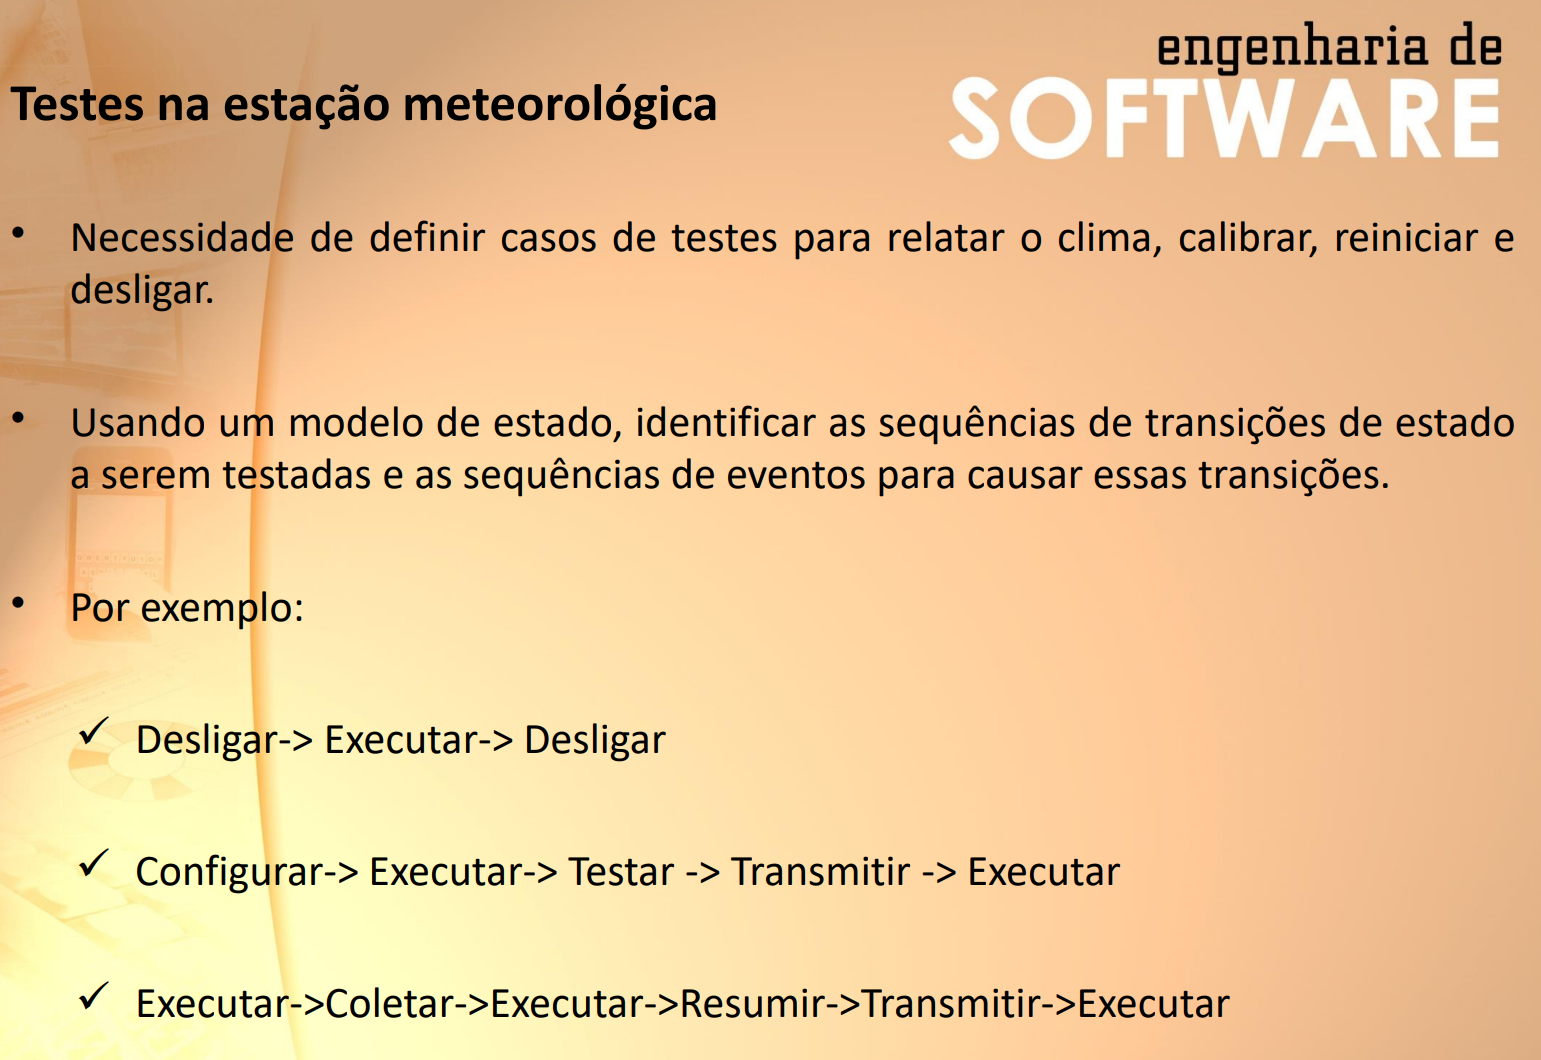 engenharia de
SOFTWARE
Testes na estação meteorológica
• Necessidade de definir casos de testes para relatar o clima, calibrar, reiniciar e
desligar.
• Usando um modelo de estado, identificar as sequências de transições de estado
a serem testadas e as sequências de eventos para causar essas transições.
• Por exemplo:
✓ Desligar-> Executar-> Desligar
✓ Configurar-> Executar-> Testar -> Transmitir -> Executar
✓ Executar->Coletar->Executar->Resumir->Transmitir->Executar